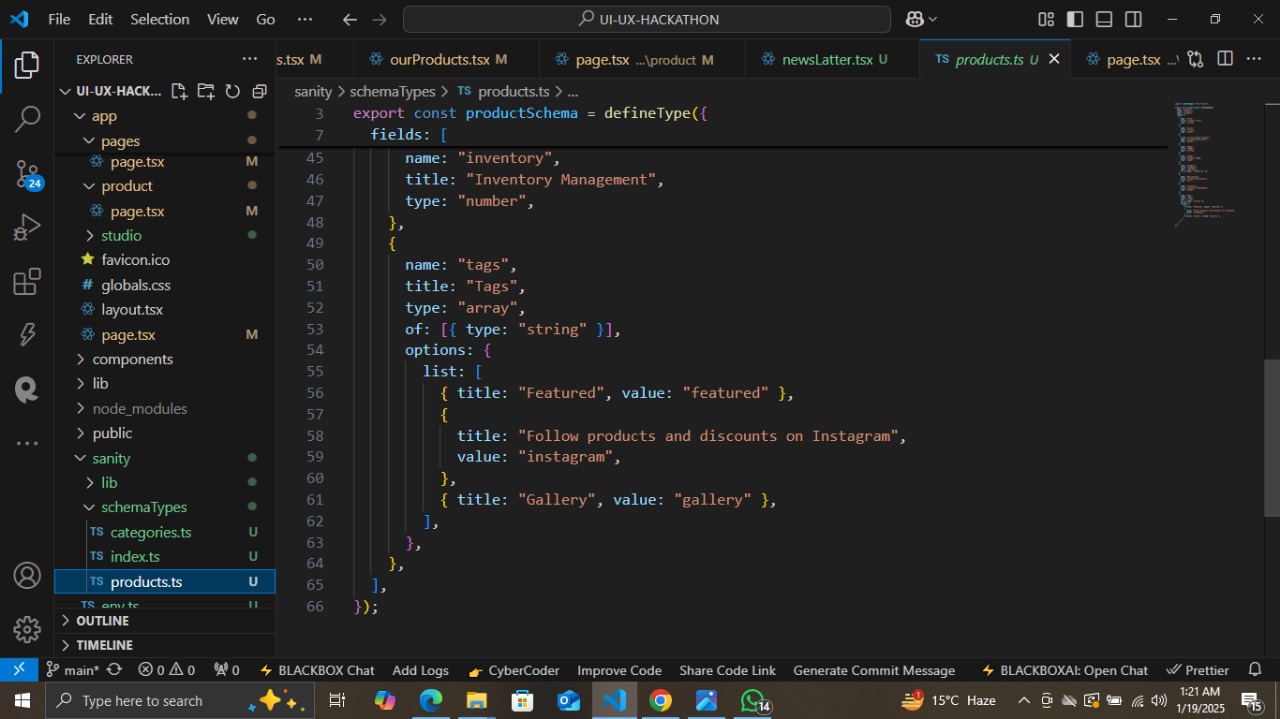 File Edit Selection View Go ··· UI-UX-HACKATHON
EXPLORER ···
UI-UX-HACK...
app
pages
page.tsx M
product
page.tsx M
studio
favicon.ico
# globals.css
layout.tsx
page.tsx M
components
lib
node_modules
public
sanity
lib
schemaTypes
TS categories.ts U
TS index.ts U
TS products.ts U
TS env.ts U
OUTLINE
TIMELINE
24
s.tsx M ourProducts.tsx M page.tsx ...\product M newsLatter.tsx U TS products.ts U page.tsx ...\ ···
sanity > schemaTypes > TS products.ts > ...
3 export const productSchema = defineType({
7 fields: [
45 name: "inventory",
46 title: "Inventory Management",
47 type: "number",
48 },
49 {
50 name: "tags",
51 title: "Tags",
52 type: "array",
53 of: [{ type: "string" }],
54 options: {
55 list: [
56 { title: "Featured", value: "featured" },
57 {
58 title: "Follow products and discounts on Instagram",
59 value: "instagram",
60 },
61 { title: "Gallery", value: "gallery" },
62 ],
63 },
64 },
65 ],
66 });
main* 0 0 0 BLACKBOX Chat Add Logs CyberCoder Improve Code Share Code Link Generate Commit Message BLACKBOXAI: Open Chat Prettier
Type here to search 14 1 15°C Haze 1:21 AM
1/19/2025 15